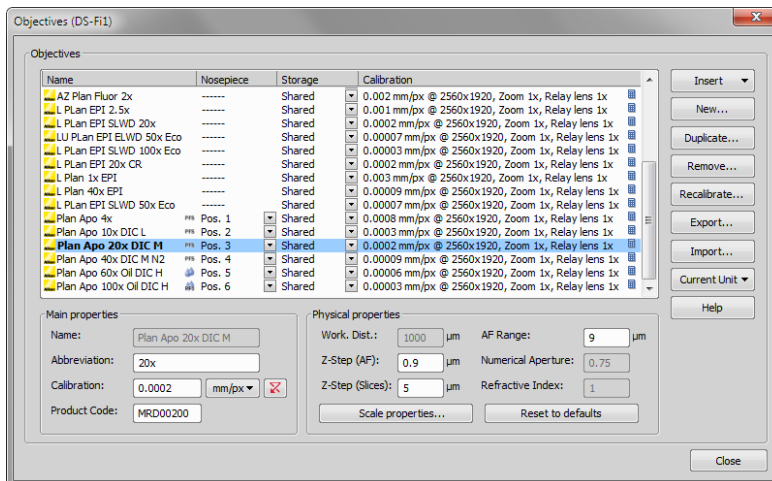 Objectives (DS-Fi1)
Objectives
Name Nosepiece Storage Calibration
AZ Plan Fluor 2x ------ Shared 0.002 mm/px @ 2560x1920, Zoom 1x, Relay lens 1x
L PLan EPI 2.5x ------ Shared 0.001 mm/px @ 2560x1920, Zoom 1x, Relay lens 1x
L PLan EPI SLWD 20x ------ Shared 0.0002 mm/px @ 2560x1920, Zoom 1x, Relay lens 1x
LU PLan EPI ELWD 50x Eco ------ Shared 0.00007 mm/px @ 2560x1920, Zoom 1x, Relay lens 1x
L PLan EPI SLWD 100x Eco ------ Shared 0.00003 mm/px @ 2560x1920, Zoom 1x, Relay lens 1x
L PLan EPI 20x CR ------ Shared 0.0002 mm/px @ 2560x1920, Zoom 1x, Relay lens 1x
L Plan 1x EPI ------ Shared 0.003 mm/px @ 2560x1920, Zoom 1x, Relay lens 1x
L Plan 40x EPI ------ Shared 0.00009 mm/px @ 2560x1920, Zoom 1x, Relay lens 1x
L PLan EPI SLWD 50x Eco ------ Shared 0.00007 mm/px @ 2560x1920, Zoom 1x, Relay lens 1x
Plan Apo 4x PFS Pos. 1 Shared 0.0008 mm/px @ 2560x1920, Zoom 1x, Relay lens 1x
Plan Apo 10x DIC L PFS Pos. 2 Shared 0.0003 mm/px @ 2560x1920, Zoom 1x, Relay lens 1x
Plan Apo 20x DIC M PFS Pos. 3 Shared 0.0002 mm/px @ 2560x1920, Zoom 1x, Relay lens 1x
Plan Apo 40x DIC M N2 PFS Pos. 4 Shared 0.00009 mm/px @ 2560x1920, Zoom 1x, Relay lens 1x
Plan Apo 60x Oil DIC H Pos. 5 Shared 0.00006 mm/px @ 2560x1920, Zoom 1x, Relay lens 1x
Plan Apo 100x Oil DIC H Pos. 6 Shared 0.00003 mm/px @ 2560x1920, Zoom 1x, Relay lens 1x
Insert
New...
Duplicate...
Remove...
Recalibrate...
Export...
Import...
Current Unit
Help
Main properties
Name: Plan Apo 20x DIC M
Abbreviation: 20x
Calibration: 0.0002 mm/px
Product Code: MRD00200
Physical properties
Work. Dist.: 1000 µm AF Range: 9 µm
Z-Step (AF): 0.9 µm Numerical Aperture: 0.75
Z-Step (Slices): 5 µm Refractive Index: 1
Scale properties... Reset to defaults
Close